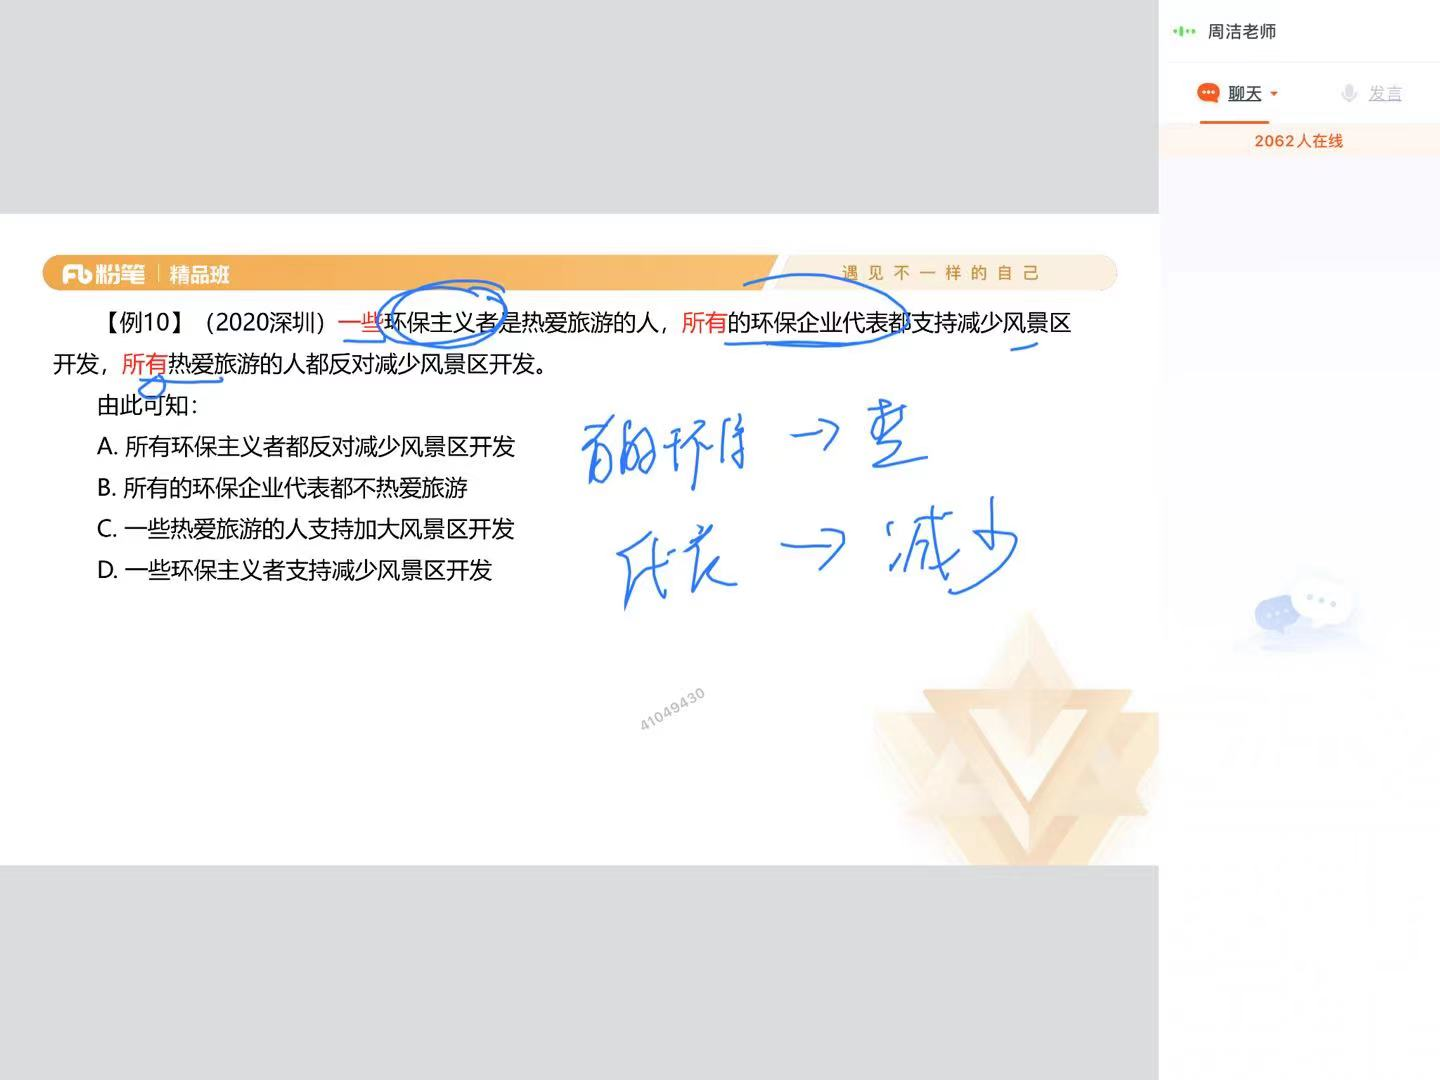 周洁老师
聊天 发言
2062人在线
粉笔 精品班
遇见不一样的自己
【例10】（2020深圳）一些环保主义者是热爱旅游的人，所有的环保企业代表都支持减少风景区
开发，所有热爱旅游的人都反对减少风景区开发。
由此可知：
A. 所有环保主义者都反对减少风景区开发
B. 所有的环保企业代表都不热爱旅游
C. 一些热爱旅游的人支持加大风景区开发
D. 一些环保主义者支持减少风景区开发
有的环保 →
代表 → 减少
41049430